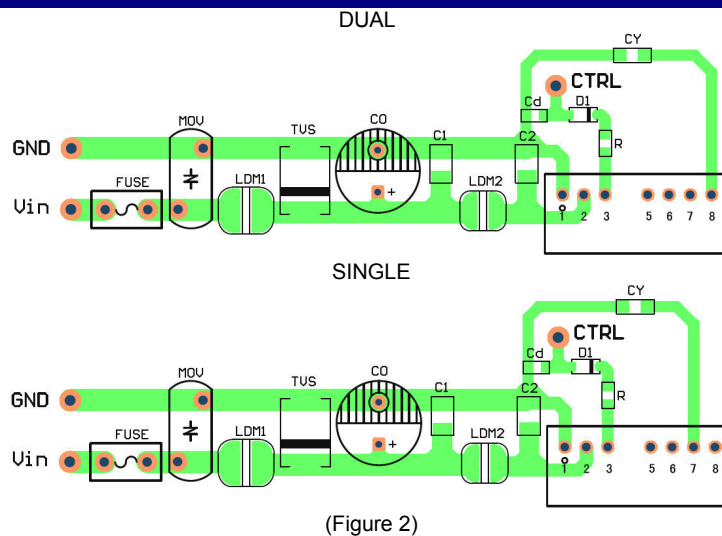 DUAL
CY
CTRL
Cd D1
MOV TVS CO C1 C2
R
GND
FUSE LDM1 LDM2
Vin +
1 2 3 5 6 7 8
SINGLE
CY
CTRL
Cd D1
MOV TVS CO C1 C2
R
GND
FUSE LDM1 LDM2
Vin +
1 2 3 5 6 7 8
(Figure 2)